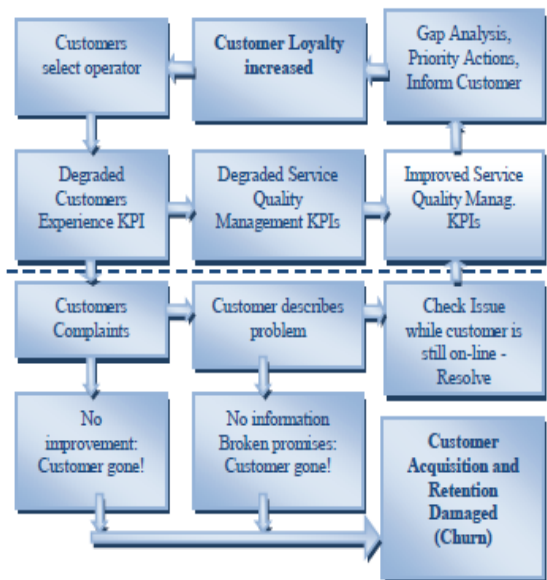 Customers
select operator
Customer Loyalty
increased
Gap Analysis,
Priority Actions,
Inform Customer
Degraded
Customers
Experience KPI
Degraded Service
Quality
Management KPIs
Improved Service
Quality Manag.
KPIs
Customers
Complaints
Customer describes
problem
Check Issue
while customer is
still on-line -
Resolve
No
improvement:
Customer gone!
No information
Broken promises:
Customer gone!
Customer
Acquisition and
Retention
Damaged
(Churn)